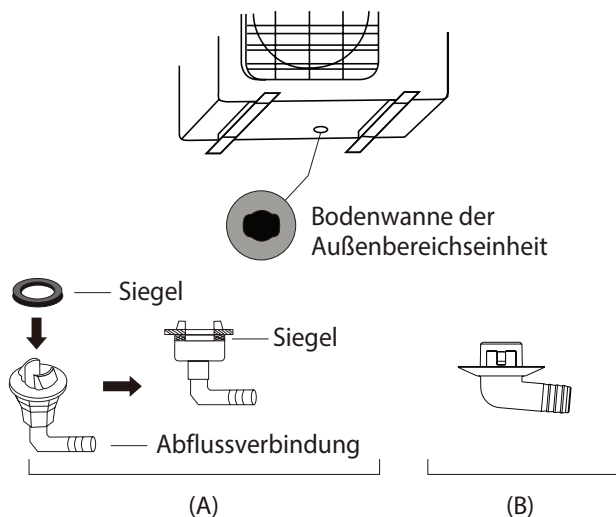 Bodenwanne der
Außenbereichseinheit
Siegel
Siegel
Abflussverbindung
(A)
(B)